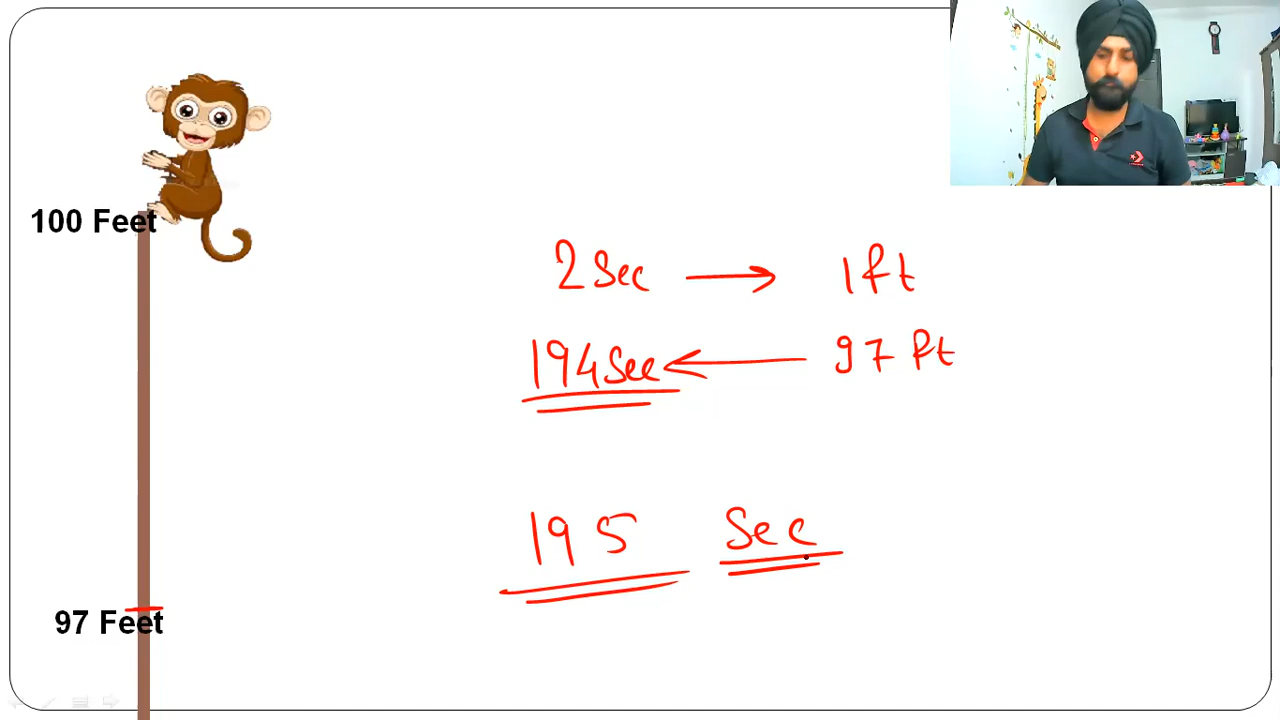 100 Feet
2 Sec → 1 ft
194 Sec ← 97 ft
195 Sec
97 Feet